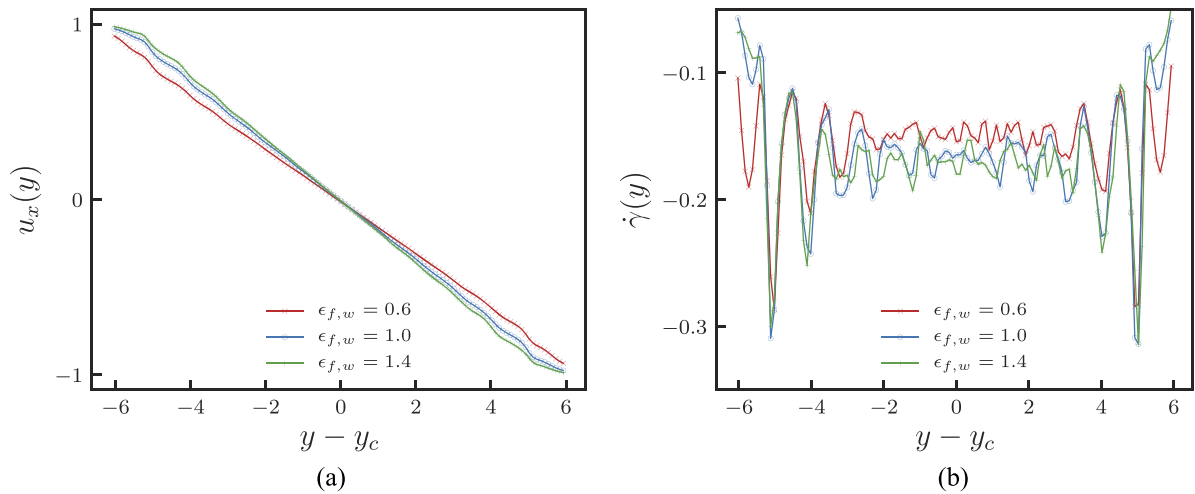 1
0
−1
u_x(y)
ϵ_{f,w} = 0.6
ϵ_{f,w} = 1.0
ϵ_{f,w} = 1.4
−6 −4 −2 0 2 4 6
y − y_c
(a)
−0.1
−0.2
−0.3
γ̇(y)
ϵ_{f,w} = 0.6
ϵ_{f,w} = 1.0
ϵ_{f,w} = 1.4
−6 −4 −2 0 2 4 6
y − y_c
(b)